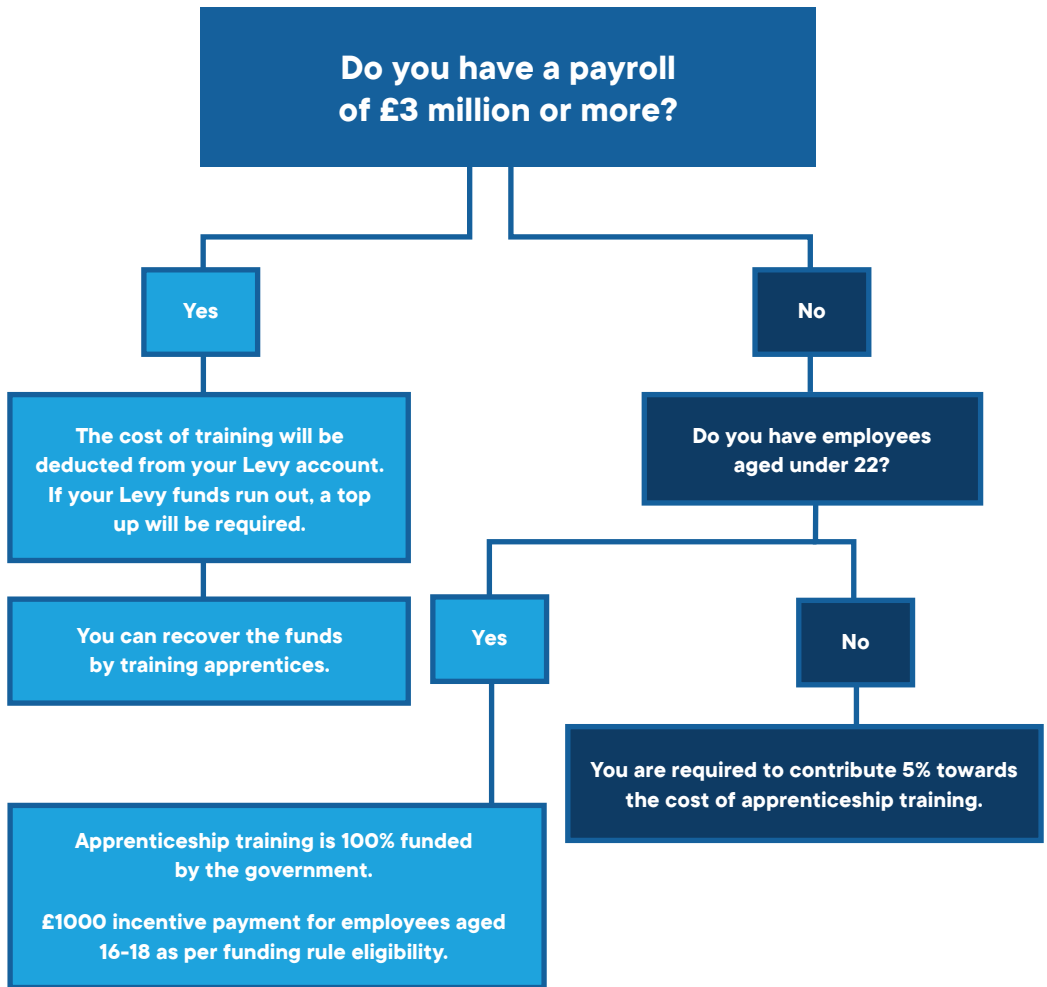 Do you have a payroll
of £3 million or more?
Yes
No
The cost of training will be
deducted from your Levy account.
If your Levy funds run out, a top
up will be required.
Do you have employees
aged under 22?
You can recover the funds
by training apprentices.
Yes
No
You are required to contribute 5% towards
the cost of apprenticeship training.
Apprenticeship training is 100% funded
by the government.
£1000 incentive payment for employees aged
16-18 as per funding rule eligibility.